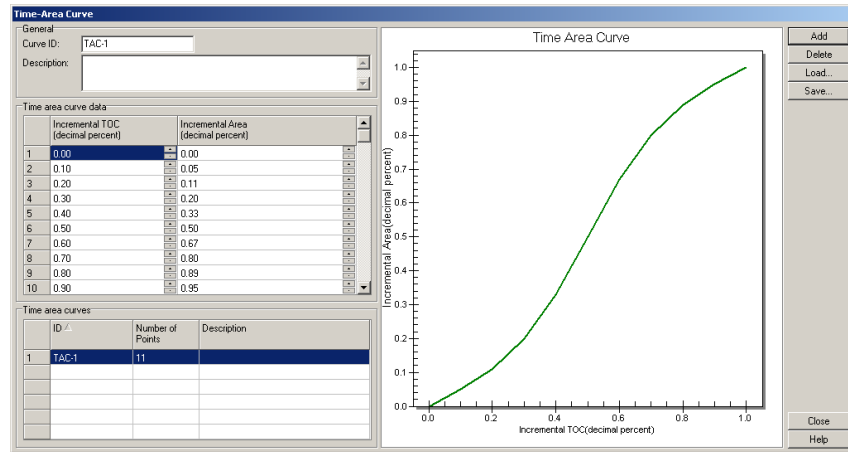 Time-Area Curve
General
Curve ID: TAC-1
Description:
Time area curve data
Incremental TOC (decimal percent) Incremental Area (decimal percent)
1 0.00 0.00
2 0.10 0.05
3 0.20 0.11
4 0.30 0.20
5 0.40 0.33
6 0.50 0.50
7 0.60 0.67
8 0.70 0.80
9 0.80 0.89
10 0.90 0.95
Time area curves
ID Number of Points Description
1 TAC-1 11
Time Area Curve
Incremental Area(decimal percent)
1.0
0.9
0.8
0.7
0.6
0.5
0.4
0.3
0.2
0.1
0.0
0.0 0.2 0.4 0.6 0.8 1.0
Incremental TOC(decimal percent)
Add
Delete
Load...
Save...
Close
Help